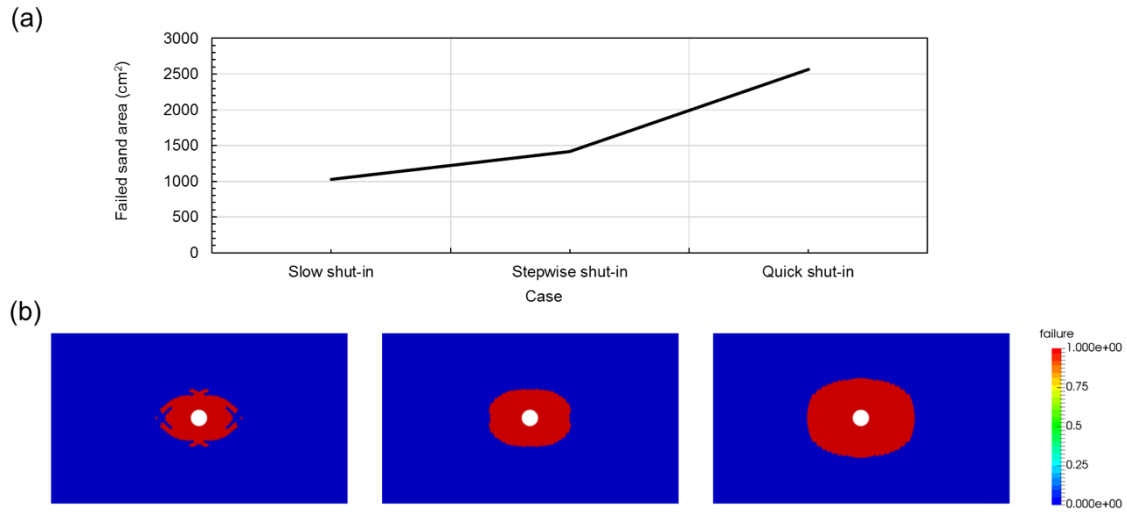 (a)
3000
2500
2000
1500
1000
500
0
Failed sand area (cm²)
Slow shut-in
Stepwise shut-in
Quick shut-in
Case
(b)
failure
1.000e+00
0.75
0.5
0.25
0.000e+00